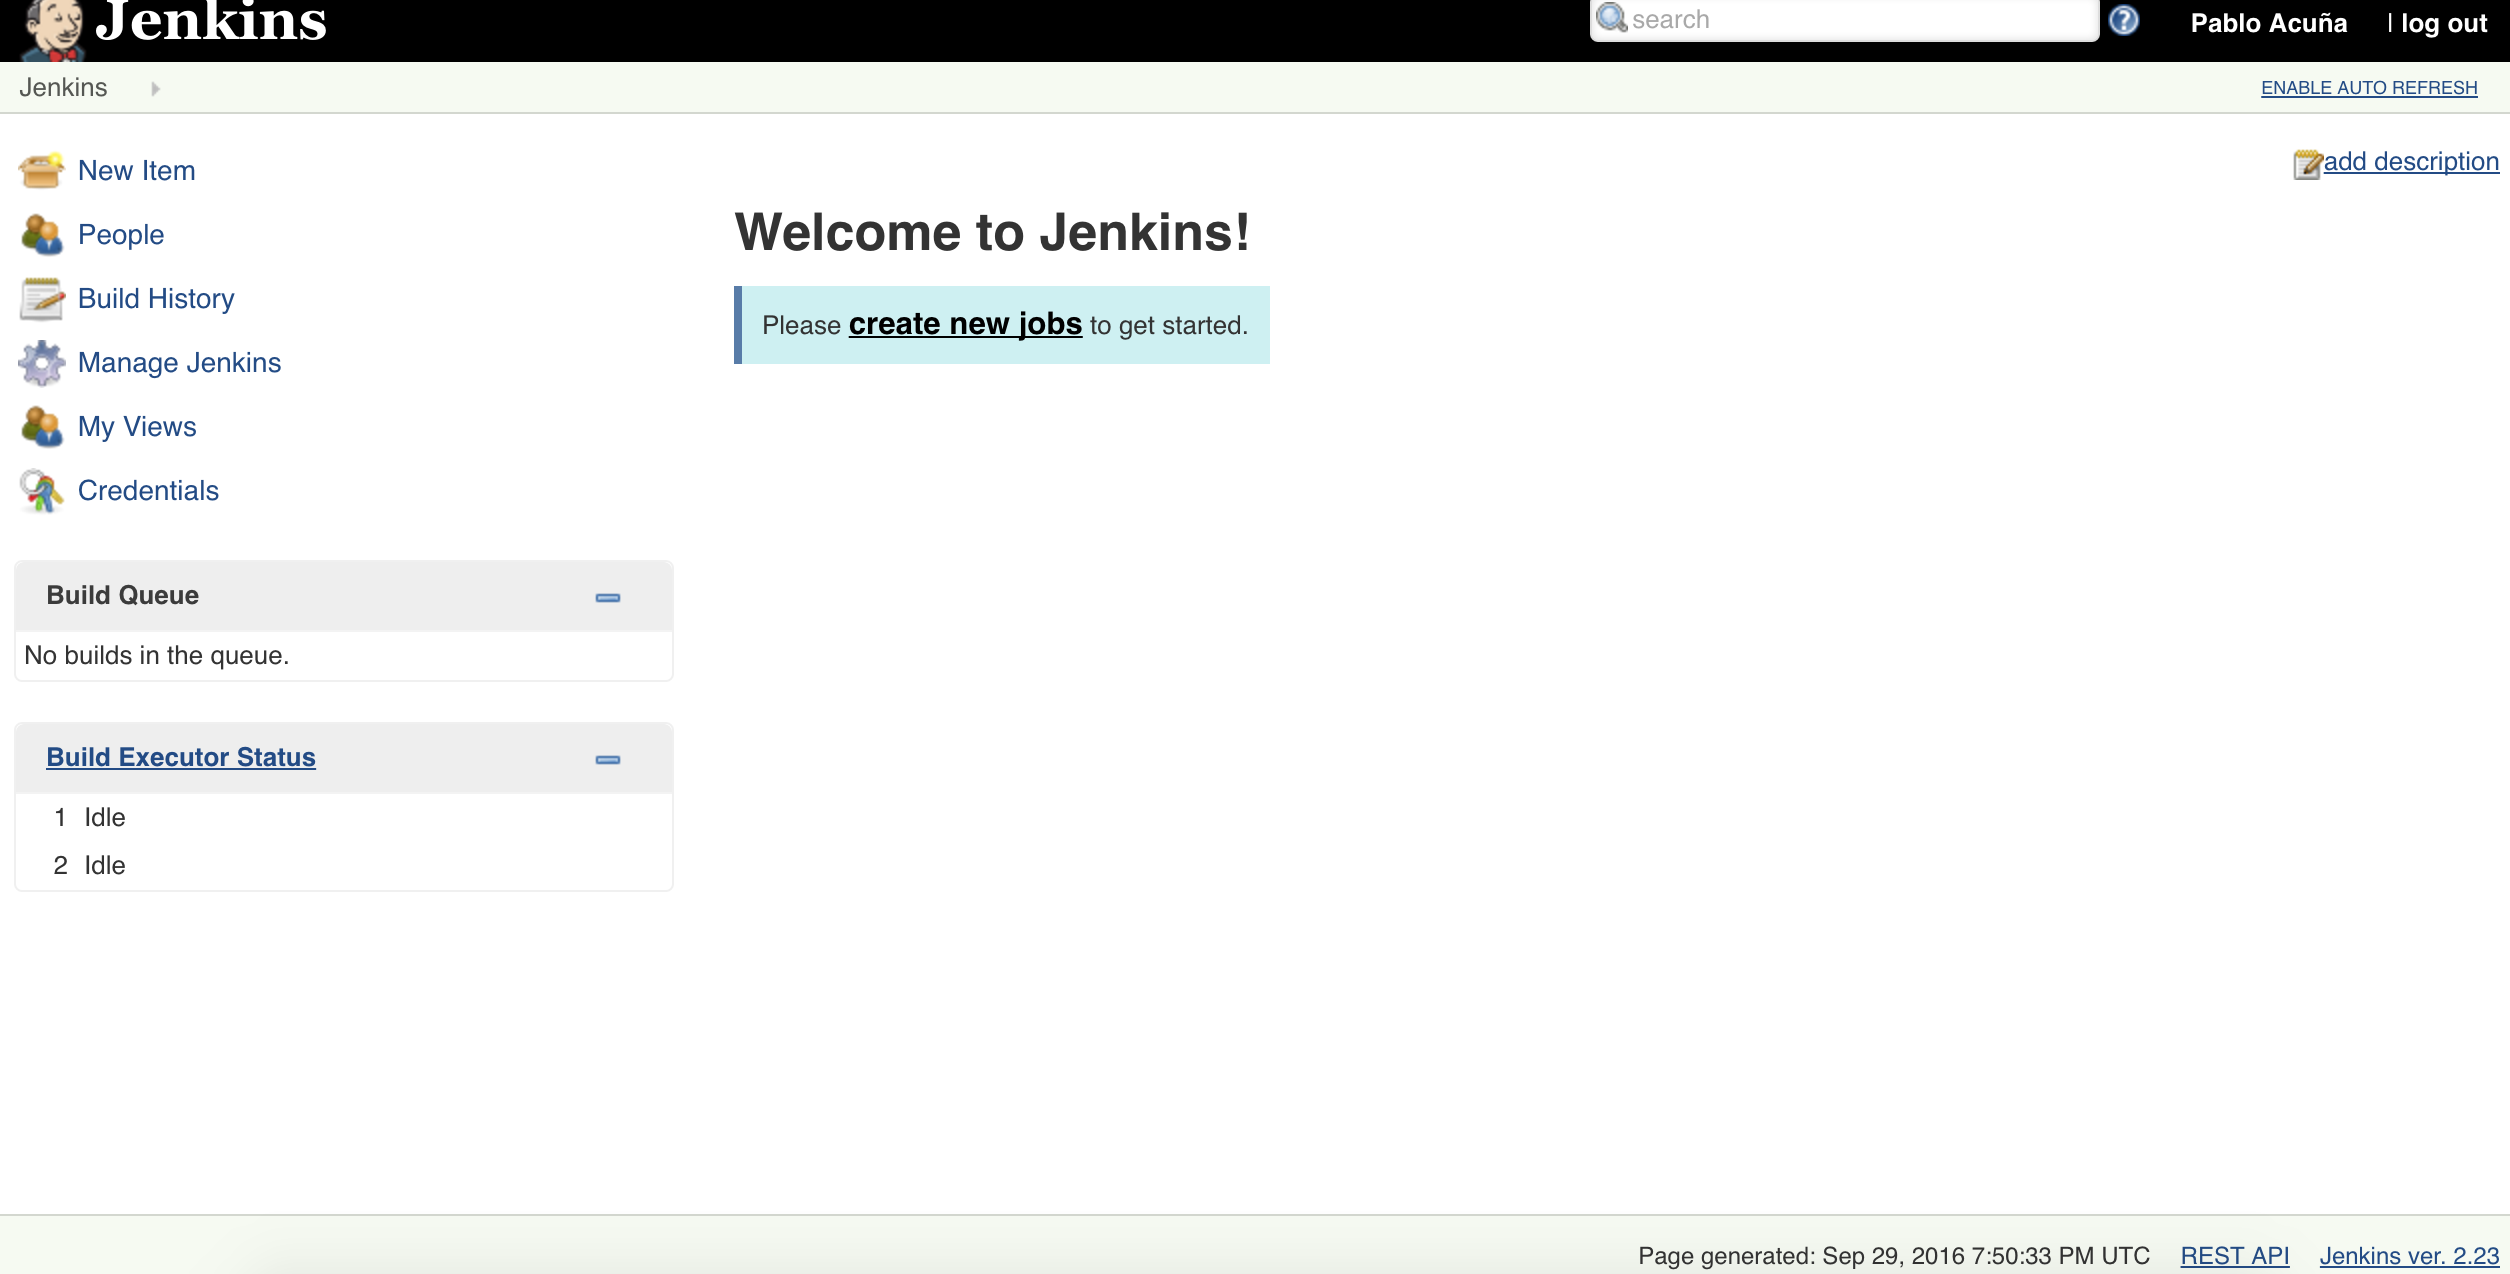 Jenkins
search
Pablo Acuña | log out
Jenkins
ENABLE AUTO REFRESH
New Item
People
Build History
Manage Jenkins
My Views
Credentials
add description
Welcome to Jenkins!
Please create new jobs to get started.
Build Queue
No builds in the queue.
Build Executor Status
1 Idle
2 Idle
Page generated: Sep 29, 2016 7:50:33 PM UTC REST API Jenkins ver. 2.23